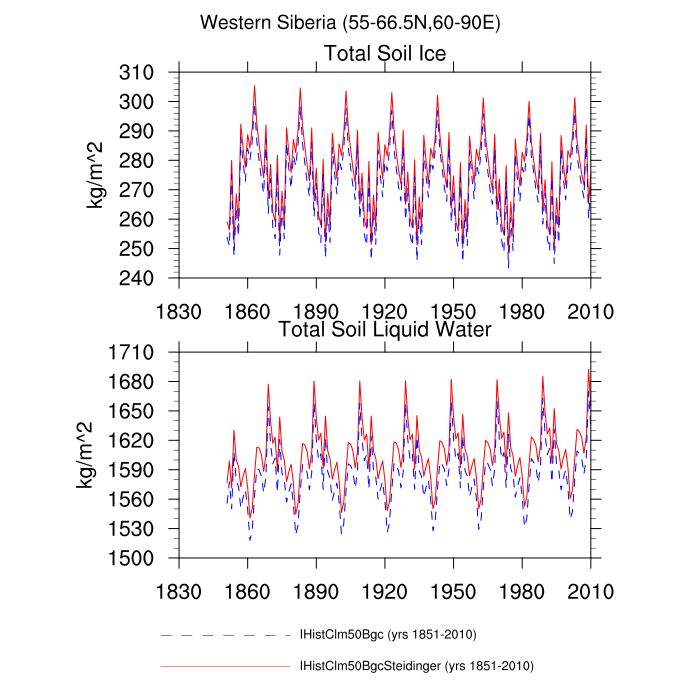 Western Siberia (55-66.5N,60-90E)
Total Soil Ice
310
300
290
280
270
260
250
240
kg/m^2
1830 1860 1890 1920 1950 1980 2010
Total Soil Liquid Water
1710
1680
1650
1620
1590
1560
1530
1500
kg/m^2
1830 1860 1890 1920 1950 1980 2010
IHistClm50Bgc (yrs 1851-2010)
IHistClm50BgcSteidinger (yrs 1851-2010)